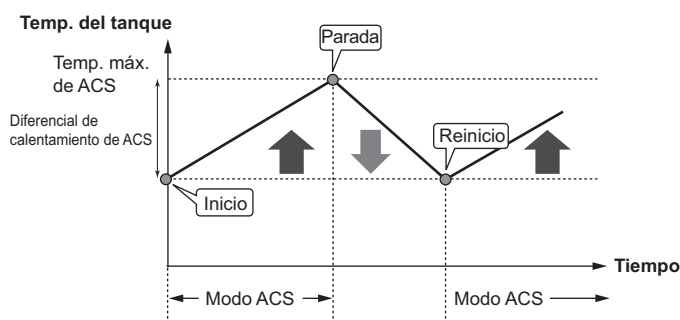 Temp. del tanque
Parada
Temp. máx.
de ACS
Diferencial de
calentamiento de ACS
Reinicio
Inicio
Tiempo
Modo ACS
Modo ACS